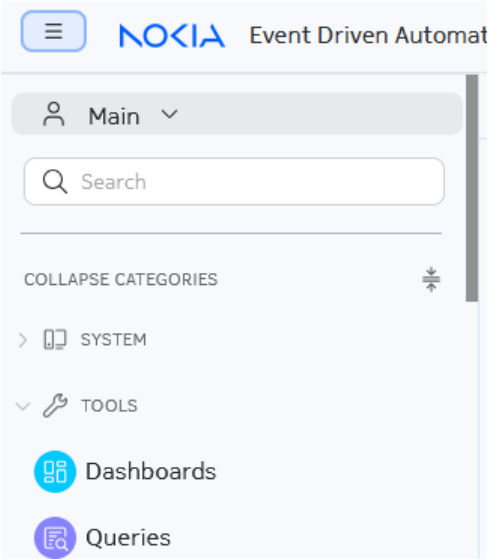 NOKIA Event Driven Automat
Main
Search
COLLAPSE CATEGORIES
SYSTEM
TOOLS
Dashboards
Queries